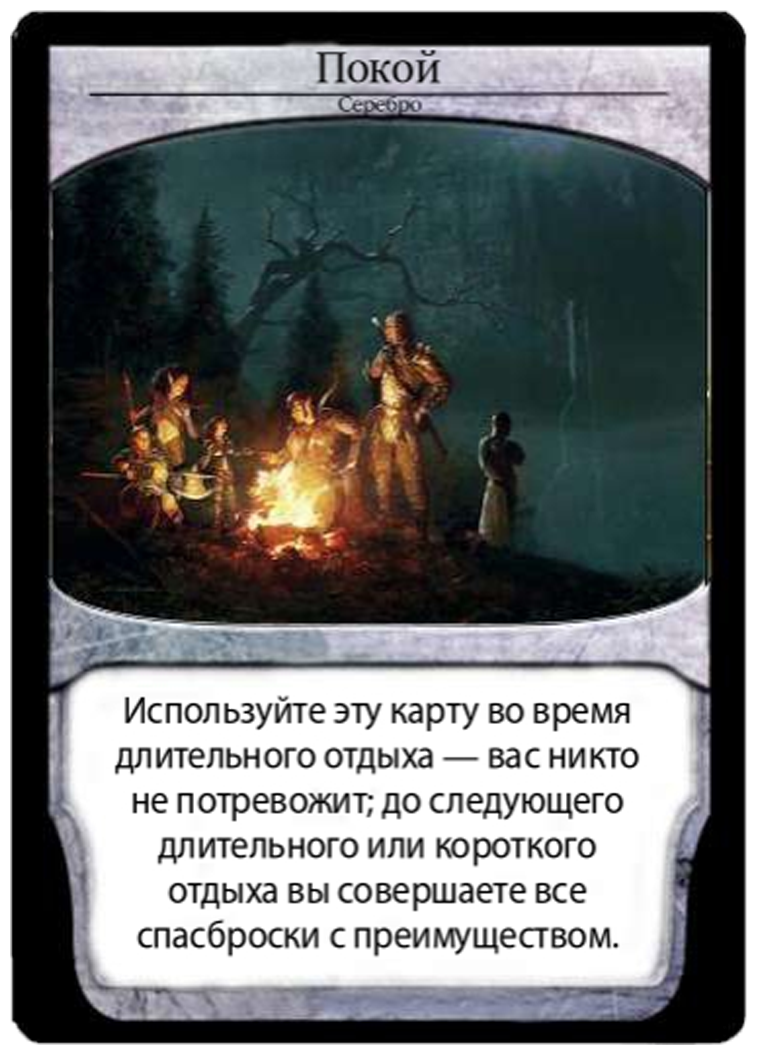 Покой
Серебро
Используйте эту карту во время
длительного отдыха — вас никто
не потревожит; до следующего
длительного или короткого
отдыха вы совершаете все
спасброски с преимуществом.